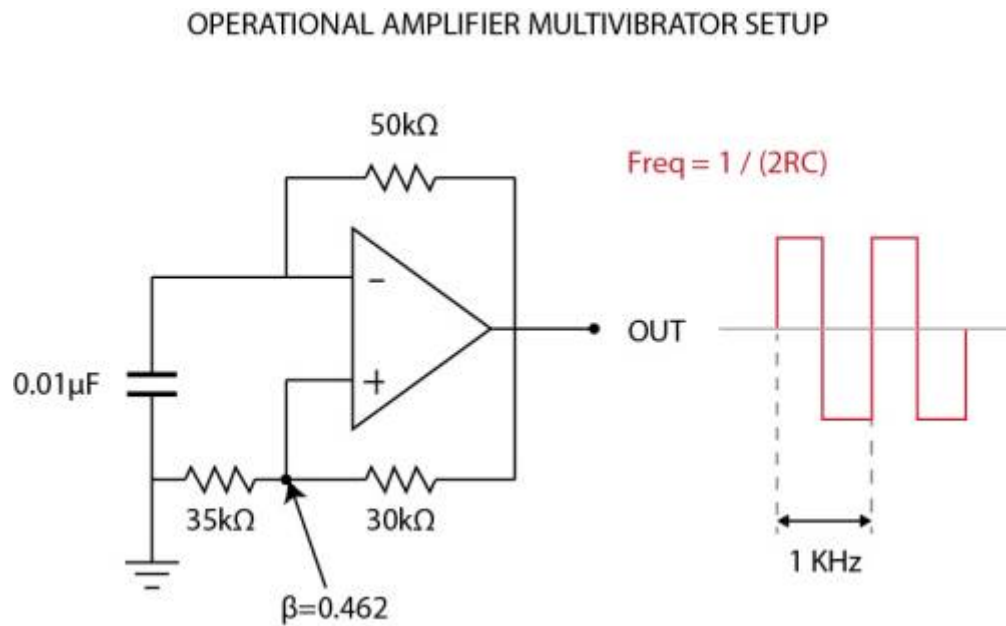 OPERATIONAL AMPLIFIER MULTIVIBRATOR SETUP
50kΩ
Freq = 1 / (2RC)
-
OUT
0.01µF
+
35kΩ
30kΩ
1 KHz
β=0.462